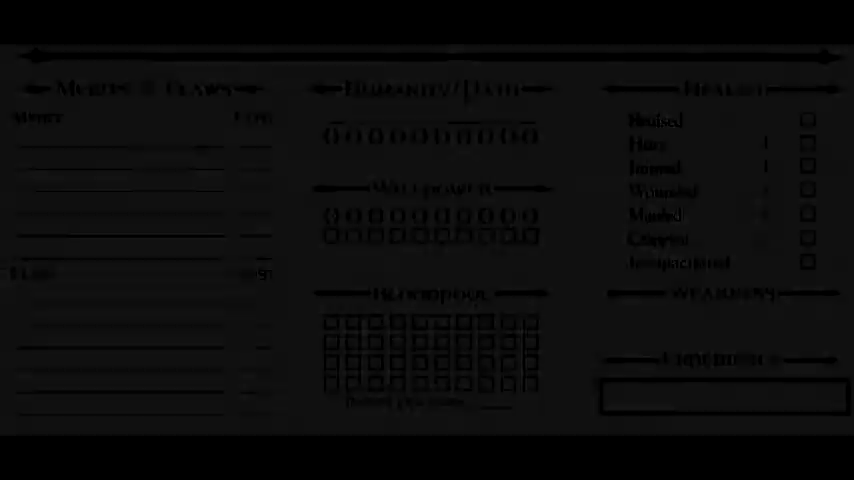 MERITS & FLAWS
MERIT
COST
FLAW
COST
HUMANITY/PATH
WILLPOWER
BLOODPOOL
HEALTH
Bruised
Hurt
Injured
Wounded
Mauled
Crippled
Incapacitated
WEAKNESS
EXPERIENCE